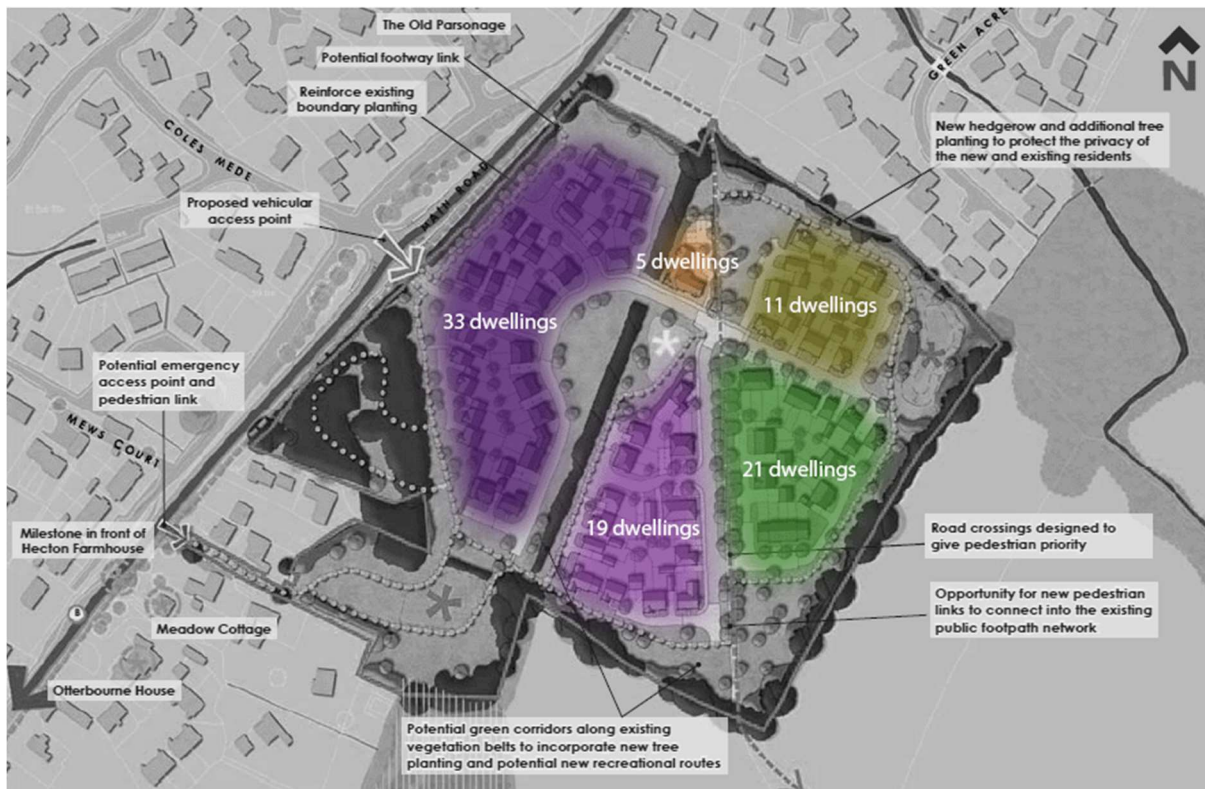 The Old Parsonage
Potential footway link
Reinforce existing
boundary planting
COLES MEDE
Proposed vehicular
access point
MAIN ROAD
GREEN ACRES
N
New hedgerow and additional tree
planting to protect the privacy of
the new and existing residents
5 dwellings
11 dwellings
33 dwellings
Potential emergency
access point and
pedestrian link
MEWS COURT
21 dwellings
19 dwellings
Milestone in front of
Hecton Farmhouse
Road crossings designed to
give pedestrian priority
Opportunity for new pedestrian
links to connect into the existing
public footpath network
Meadow Cottage
Otterbourne House
Potential green corridors along existing
vegetation belts to incorporate new tree
planting and potential new recreational routes